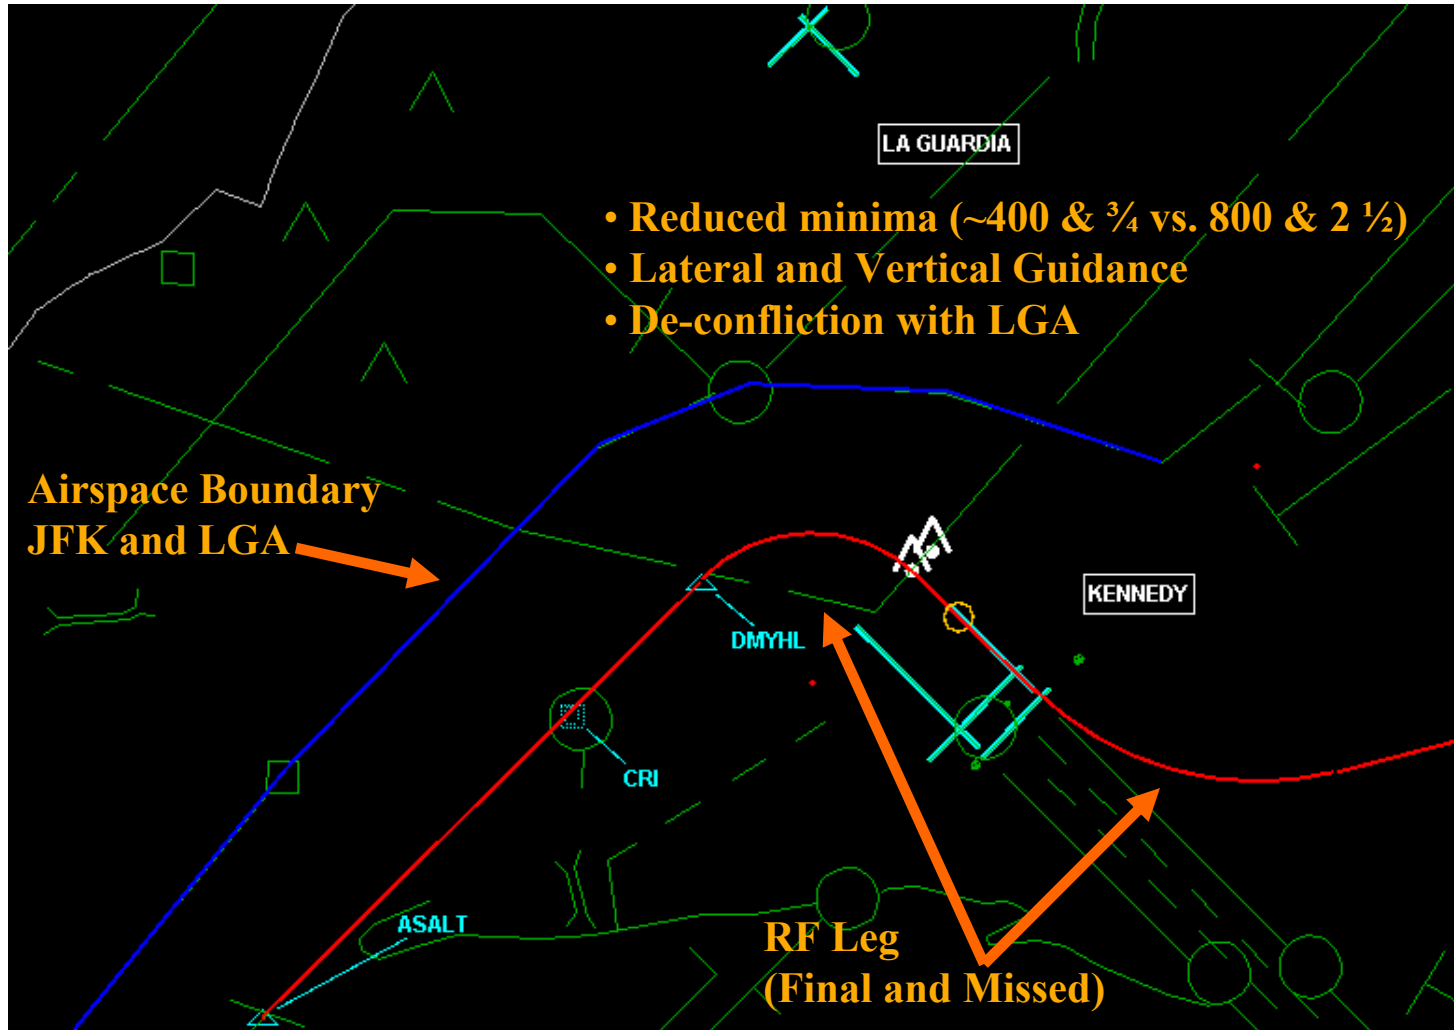 LA GUARDIA
• Reduced minima (~400 & ¾ vs. 800 & 2 ½)
• Lateral and Vertical Guidance
• De-confliction with LGA
Airspace Boundary
JFK and LGA
KENNEDY
DMYHL
CRI
ASALT
RF Leg
(Final and Missed)